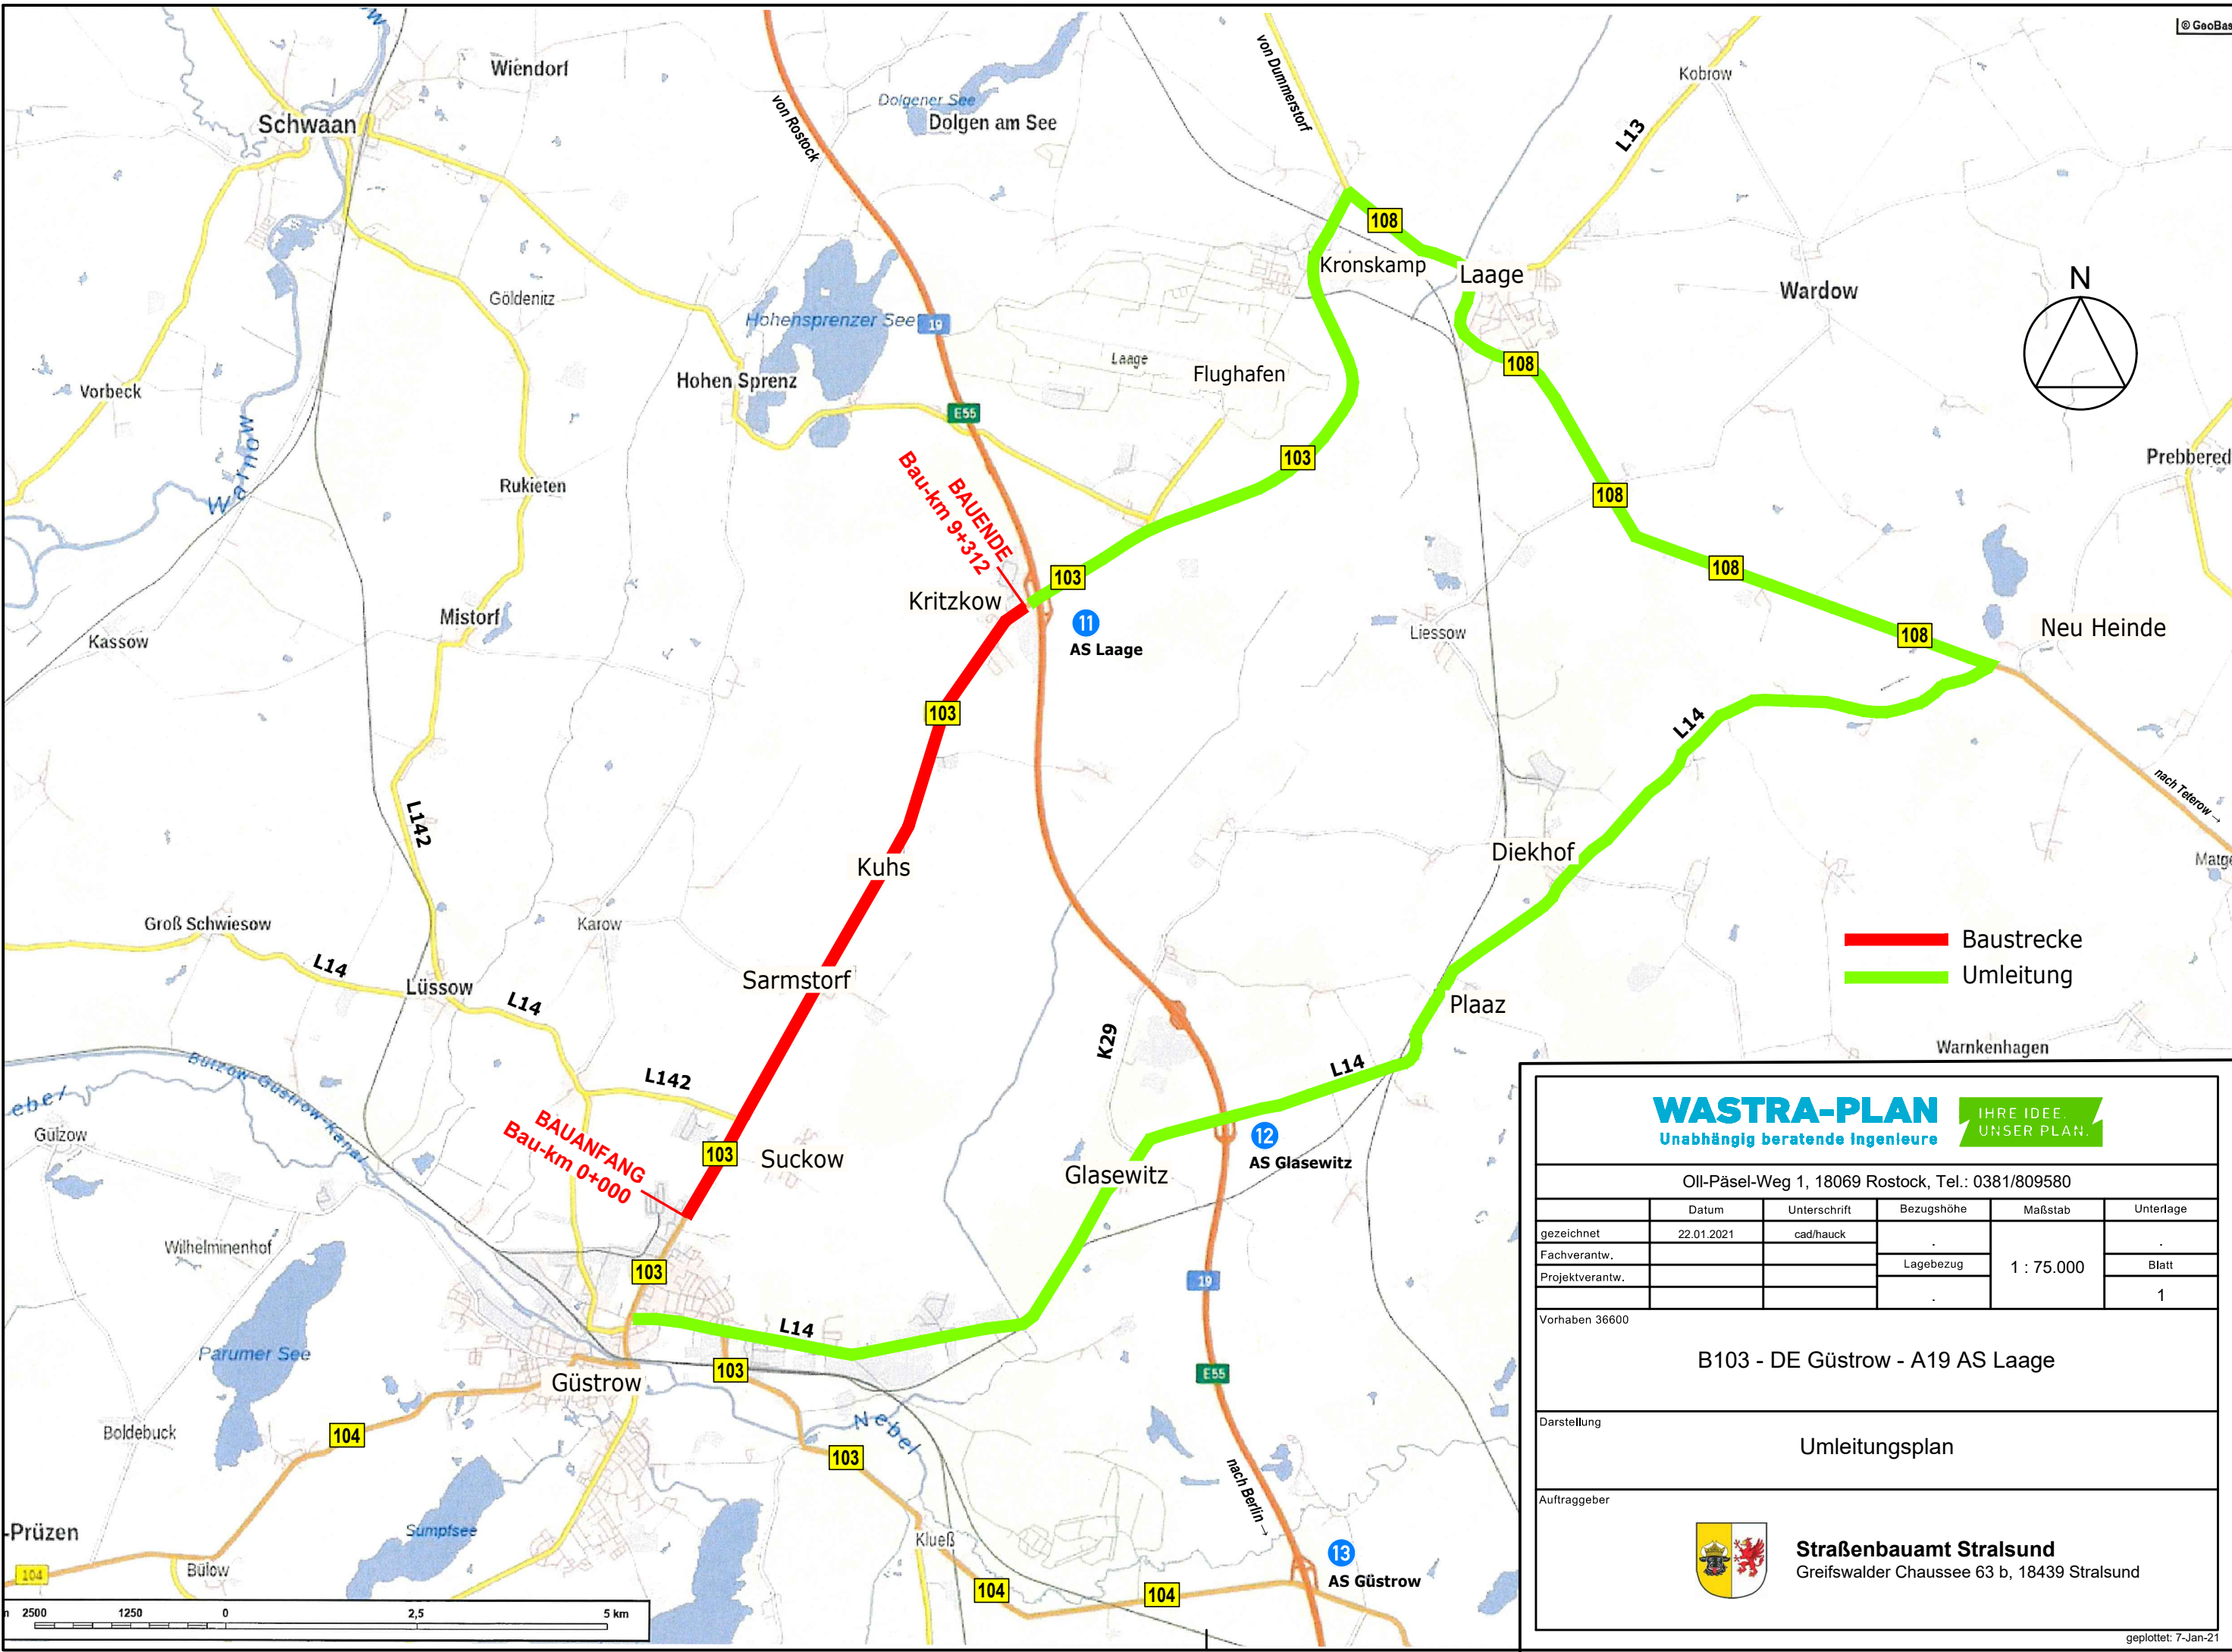 © GeoBas
Wiendorf
Schwaan
von Rostock
Dolgener See
Dolgen am See
von Dummerstorf
Kobrow
L13
108
Kronskamp
Laage
Wardow
N
Göldenitz
Hohensprenzer See
19
Laage
Flughafen
108
Vorbeck
Hohen Sprenz
E55
Warnow
Rukieten
103
108
Prebbered
BAUENDE
Bau-km 9+312
103
108
Kritzkow
11
AS Laage
Mistorf
Kassow
Liessow
108
Neu Heinde
103
L14
nach Teterow →
L142
Kuhs
Diekhof
Matge
Groß Schwiesow
L14
Lüssow
L14
Karow
Sarmstorf
Baustrecke
Umleitung
Plaaz
K29
L14
Warnkenhagen
Bützow-Güstrow-Kanal
ebel
Gülzow
L142
BAUANFANG
Bau-km 0+000
103
Suckow
12
AS Glasewitz
Glasewitz
Wilhelminenhof
103
19
L14
Parumer See
Güstrow
103
E55
Boldebuck
104
Nebel
103
nach Berlin →
-Prüzen
Sumpfsee
Klueß
13
AS Güstrow
104
Bülow
104
104
n 2500 1250 0 2,5 5 km
WASTRA-PLAN
Unabhängig beratende Ingenieure
IHRE IDEE.
UNSER PLAN.
Oll-Päsel-Weg 1, 18069 Rostock, Tel.: 0381/809580
Datum Unterschrift Bezugshöhe Maßstab Unterlage
gezeichnet 22.01.2021 cad/hauck . .
Fachverantw.
Lagebezug 1 : 75.000 Blatt
Projektverantw.
. 1
Vorhaben 36600
B103 - DE Güstrow - A19 AS Laage
Darstellung
Umleitungsplan
Auftraggeber
Straßenbauamt Stralsund
Greifswalder Chaussee 63 b, 18439 Stralsund
geplottet: 7-Jan-21